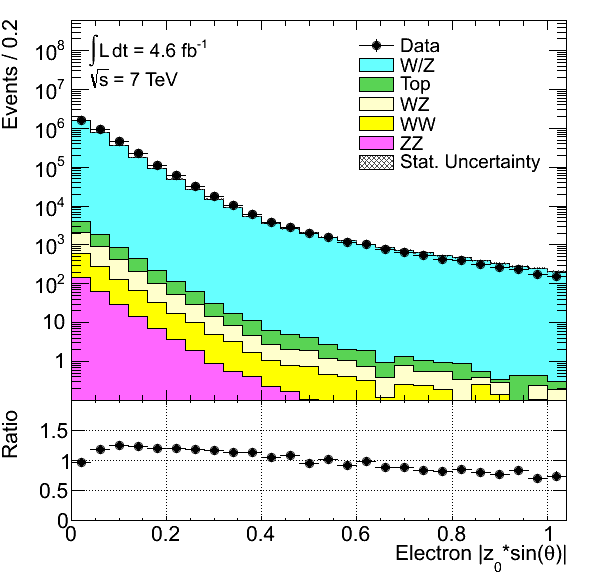 Events / 0.2
∫L dt = 4.6 fb⁻¹
√s = 7 TeV
Data
W/Z
Top
WZ
WW
ZZ
Stat. Uncertainty
10⁸
10⁷
10⁶
10⁵
10⁴
10³
10²
10
1
Ratio
1.5
1
0.5
0
0 0.2 0.4 0.6 0.8 1
Electron |z₀*sin(θ)|